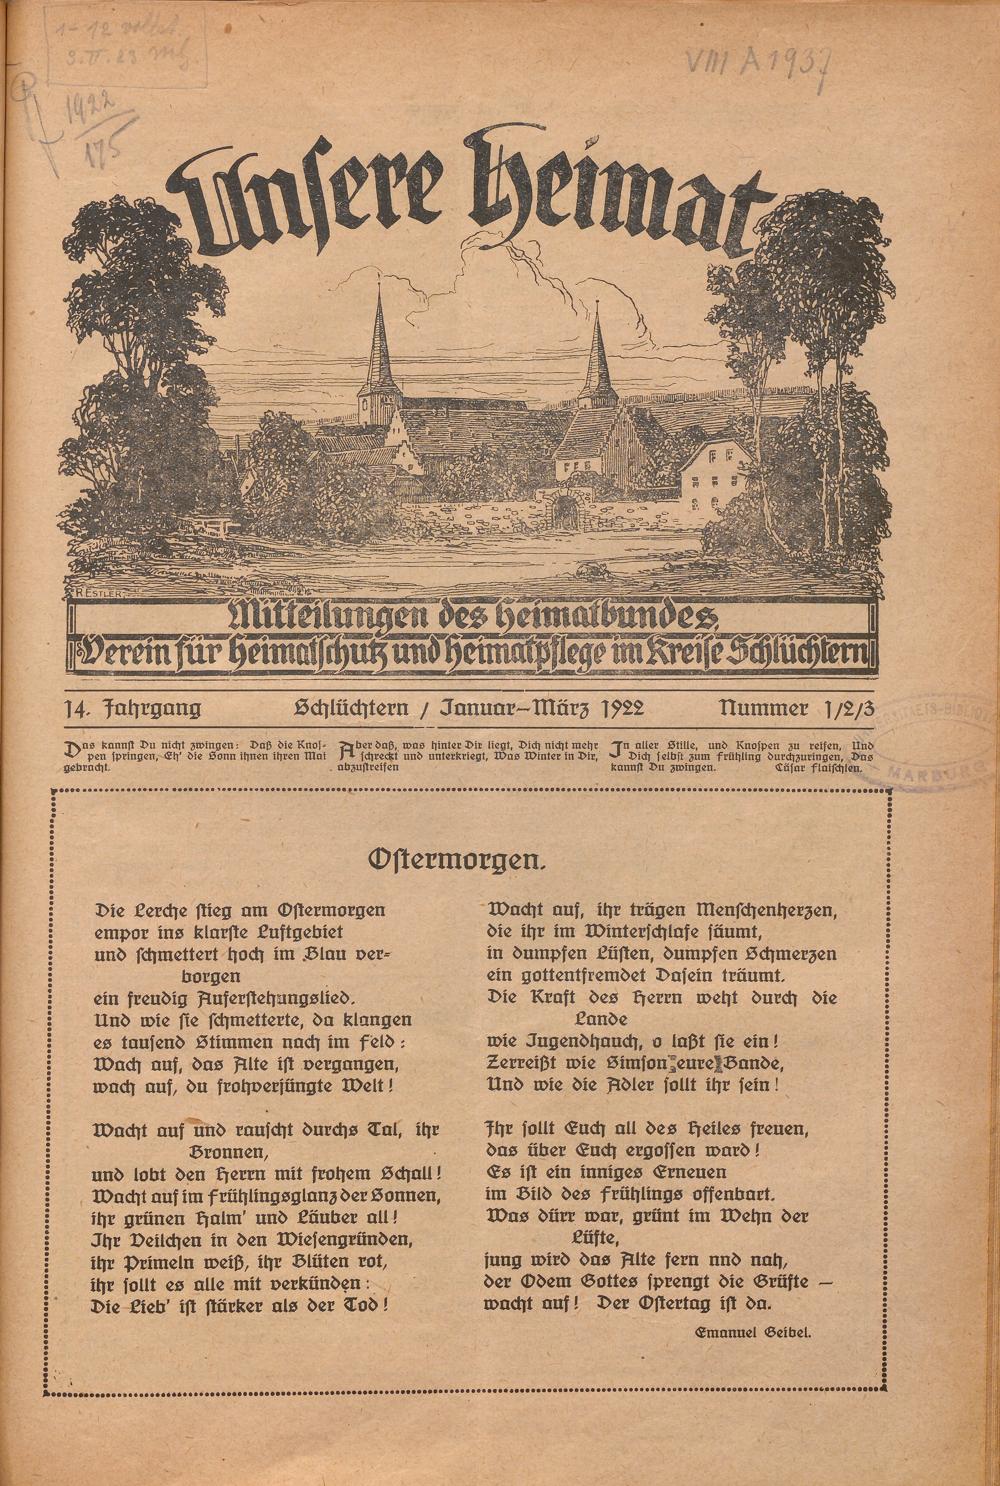 1922
175
VIII A 1937
Unsere Heimat
R ESTLER
Mitteilungen des Heimatbundes,
Verein für Heimatschutz und Heimatpflege im Kreise Schlüchtern
14. Jahrgang Schlüchtern / Januar–März 1922 Nummer 1/2/3
Das kannst Du nicht zwingen: Daß die Knos-
pen springen, Eh' die Sonn ihnen ihren Mai
gebracht.
Aber daß, was hinter Dir liegt, Dich nicht mehr
schreckt und unterkriegt, Was Winter in Dir,
abzustreifen
In aller Stille, und Knospen zu reifen, Und
Dich selbst zum Frühling durchzuringen, Das
kannst Du zwingen. Cäsar Flaischlen.
MARBURG
Ostermorgen.
Die Lerche stieg am Ostermorgen
empor ins klarste Luftgebiet
und schmettert hoch im Blau ver-
borgen
ein freudig Auferstehungslied.
Und wie sie schmetterte, da klangen
es tausend Stimmen nach im Feld:
Wach auf, das Alte ist vergangen,
wach auf, du frohverjüngte Welt!
Wacht auf und rauscht durchs Tal, ihr
Bronnen,
und lobt den Herrn mit frohem Schall!
Wacht auf im Frühlingsglanz der Sonnen,
ihr grünen Halm' und Läuber all!
Ihr Veilchen in den Wiesengründen,
ihr Primeln weiß, ihr Blüten rot,
ihr sollt es alle mit verkünden:
Die Lieb' ist stärker als der Tod!
Wacht auf, ihr trägen Menschenherzen,
die ihr im Winterschlafe säumt,
in dumpfen Lüsten, dumpfen Schmerzen
ein gottentfremdet Dasein träumt.
Die Kraft des Herrn weht durch die
Lande
wie Jugendhauch, o laßt sie ein!
Zerreißt wie Simson eure Bande,
Und wie die Adler sollt ihr sein!
Ihr sollt Euch all des Heiles freuen,
das über Euch ergossen ward!
Es ist ein inniges Erneuen
im Bild des Frühlings offenbart.
Was dürr war, grünt im Wehn der
Lüfte,
jung wird das Alte fern nnd nah,
der Odem Gottes sprengt die Grüfte —
wacht auf! Der Ostertag ist da.
Emanuel Geibel.